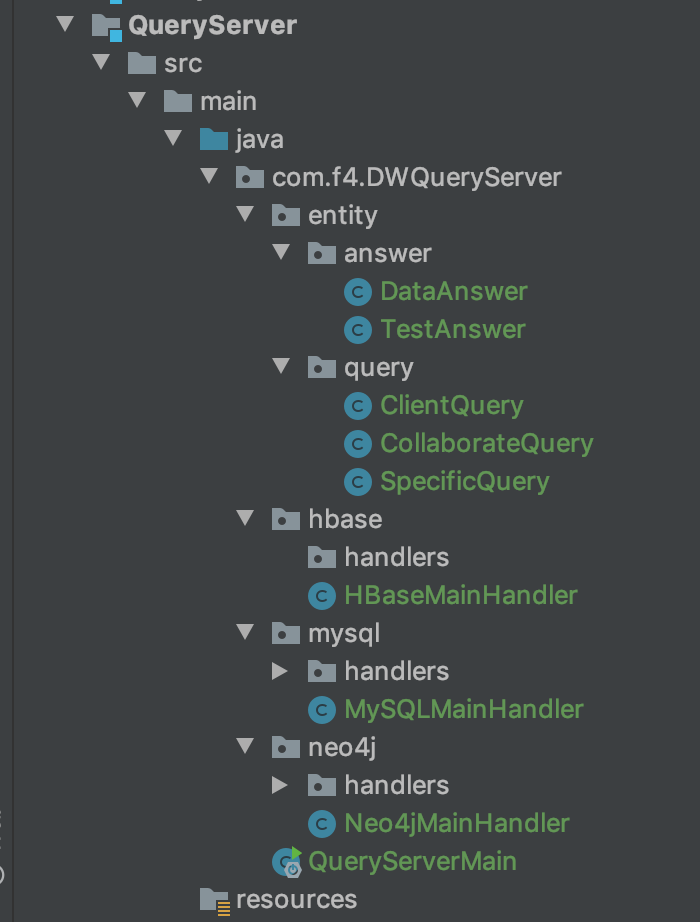 QueryServer
src
main
java
com.f4.DWQueryServer
entity
answer
C DataAnswer
C TestAnswer
query
C ClientQuery
C CollaborateQuery
C SpecificQuery
hbase
handlers
C HBaseMainHandler
mysql
handlers
C MySQLMainHandler
neo4j
handlers
C Neo4jMainHandler
C QueryServerMain
resources